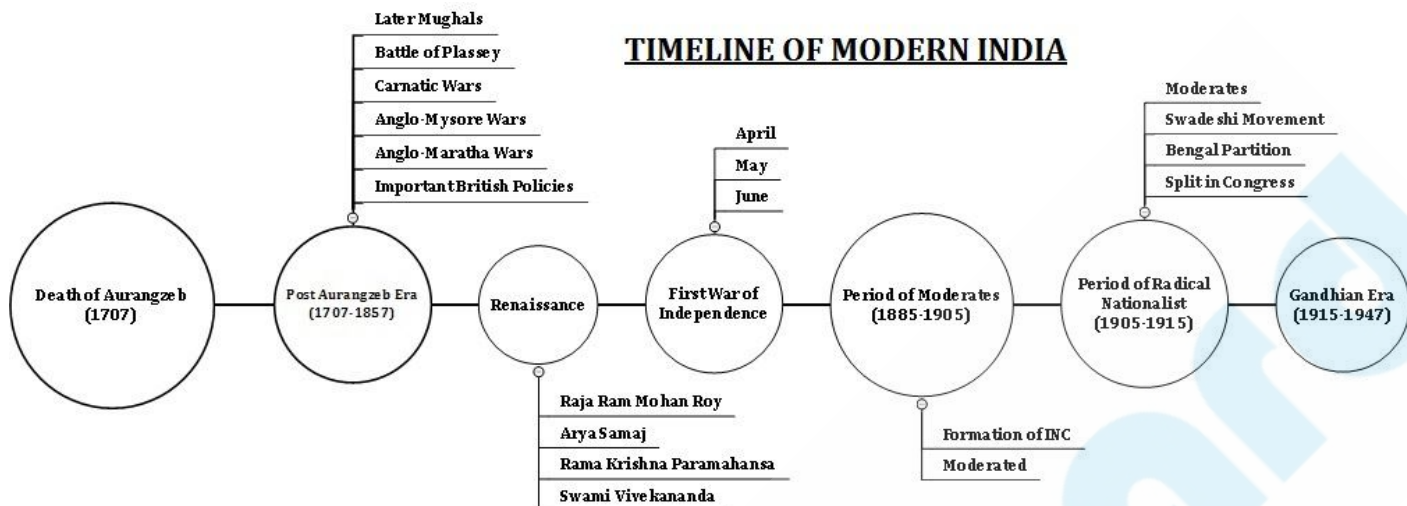 TIMELINE OF MODERN INDIA
Later Mughals
Battle of Plassey
Carnatic Wars
Anglo-Mysore Wars
Anglo-Maratha Wars
Important British Policies
April
May
June
Moderates
Swadeshi Movement
Bengal Partition
Split in Congress
Death of Aurangzeb
(1707)
Post Aurangzeb Era
(1707-1857)
Renaissance
First War of
Independence
Period of Moderates
(1885-1905)
Period of Radical
Nationalist
(1905-1915)
Gandhian Era
(1915-1947)
Raja Ram Mohan Roy
Arya Samaj
Rama Krishna Paramahansa
Swami Vivekananda
Formation of INC
Moderated